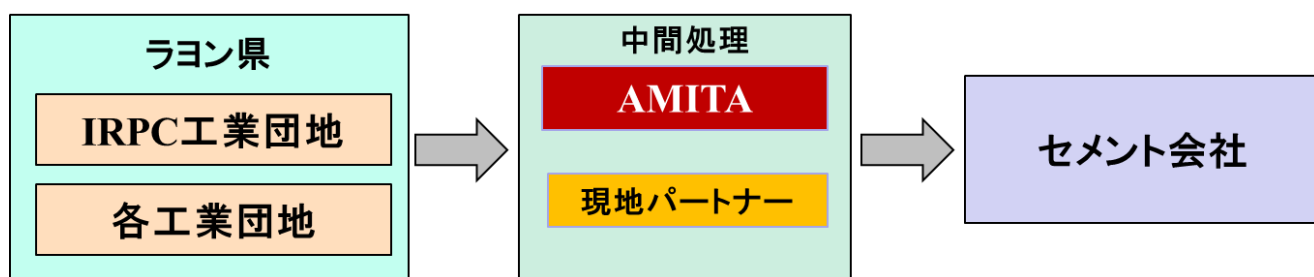 ラヨン県
IRPC工業団地
各工業団地
中間処理
AMITA
現地パートナー
セメント会社